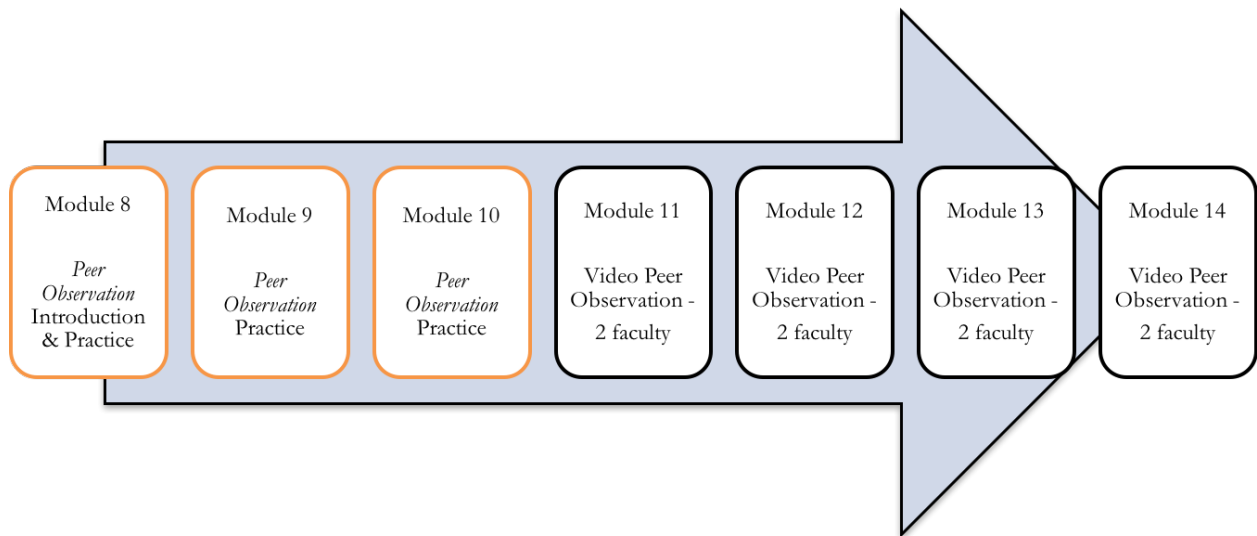 Module 8
Peer
Observation
Introduction
& Practice
Module 9
Peer
Observation
Practice
Module 10
Peer
Observation
Practice
Module 11
Video Peer
Observation -
2 faculty
Module 12
Video Peer
Observation -
2 faculty
Module 13
Video Peer
Observation -
2 faculty
Module 14
Video Peer
Observation -
2 faculty